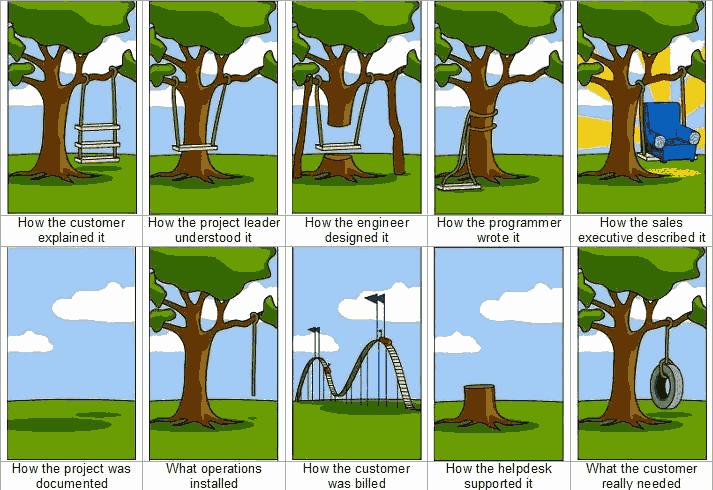 How the customer
explained it
How the project leader
understood it
How the engineer
designed it
How the programmer
wrote it
How the sales
executive described it
How the project was
documented
What operations
installed
How the customer
was billed
How the helpdesk
supported it
What the customer
really needed